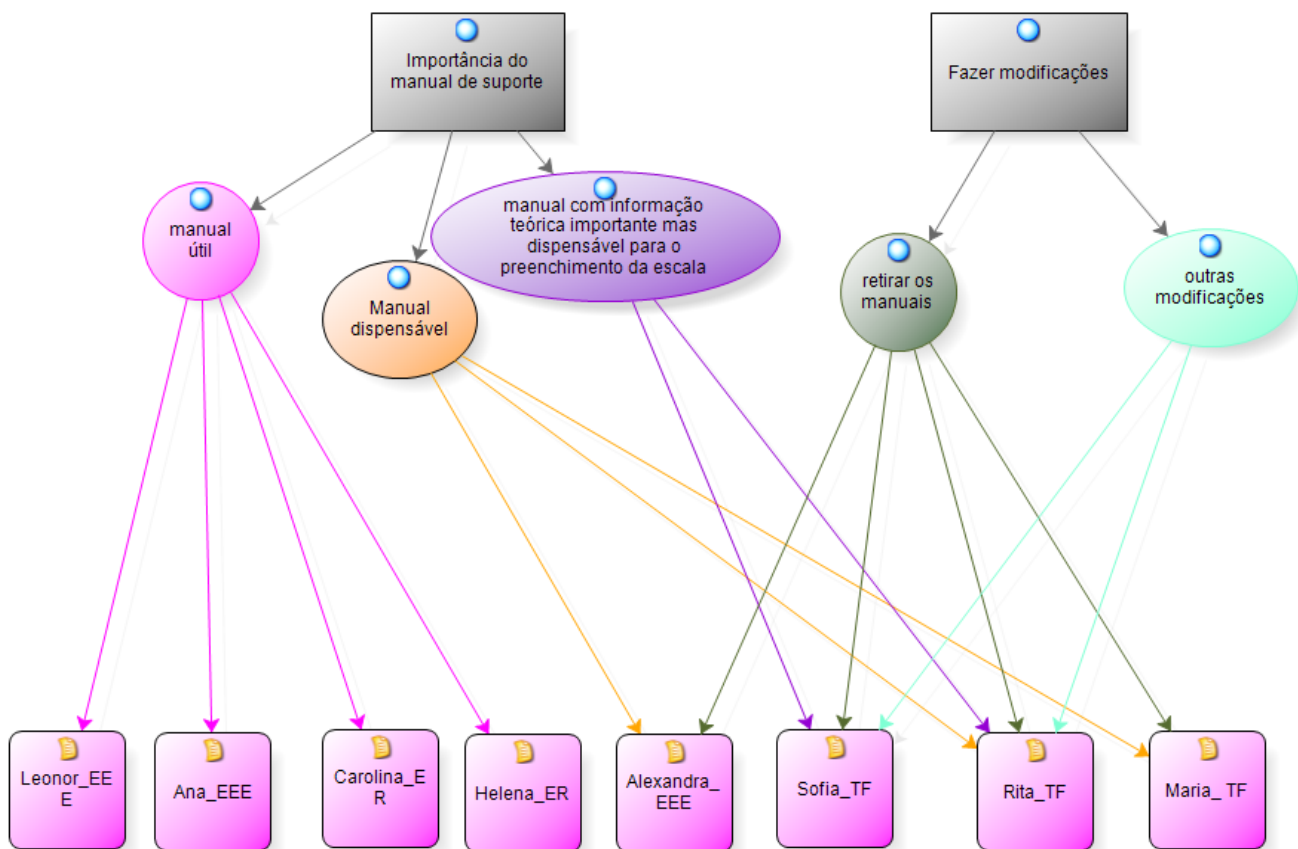 Importância do
manual de suporte
Fazer modificações
manual
útil
Manual
dispensável
manual com informação
teórica importante mas
dispensável para o
preenchimento da escala
retirar os
manuais
outras
modificações
Leonor_EE
E
Ana_EEE
Carolina_E
R
Helena_ER
Alexandra_
EEE
Sofia_TF
Rita_TF
Maria_ TF